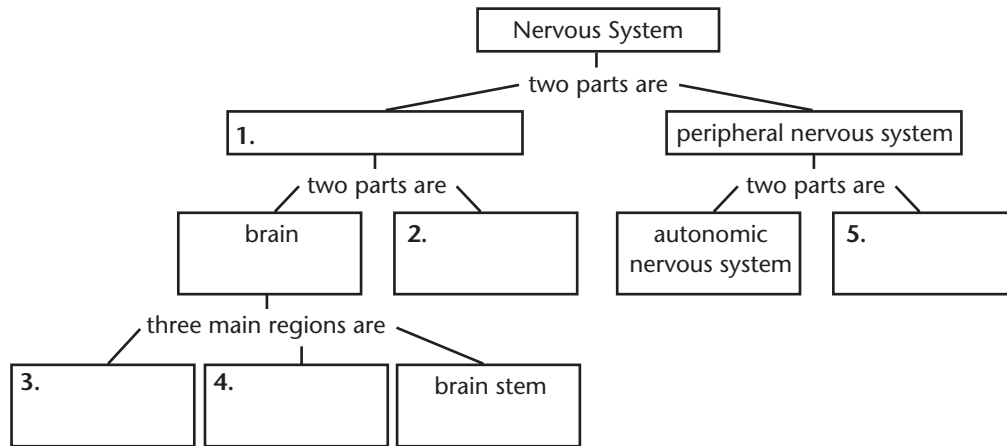 Nervous System
two parts are
1.
peripheral nervous system
two parts are
two parts are
brain
2.
autonomic
nervous system
5.
three main regions are
3.
4.
brain stem